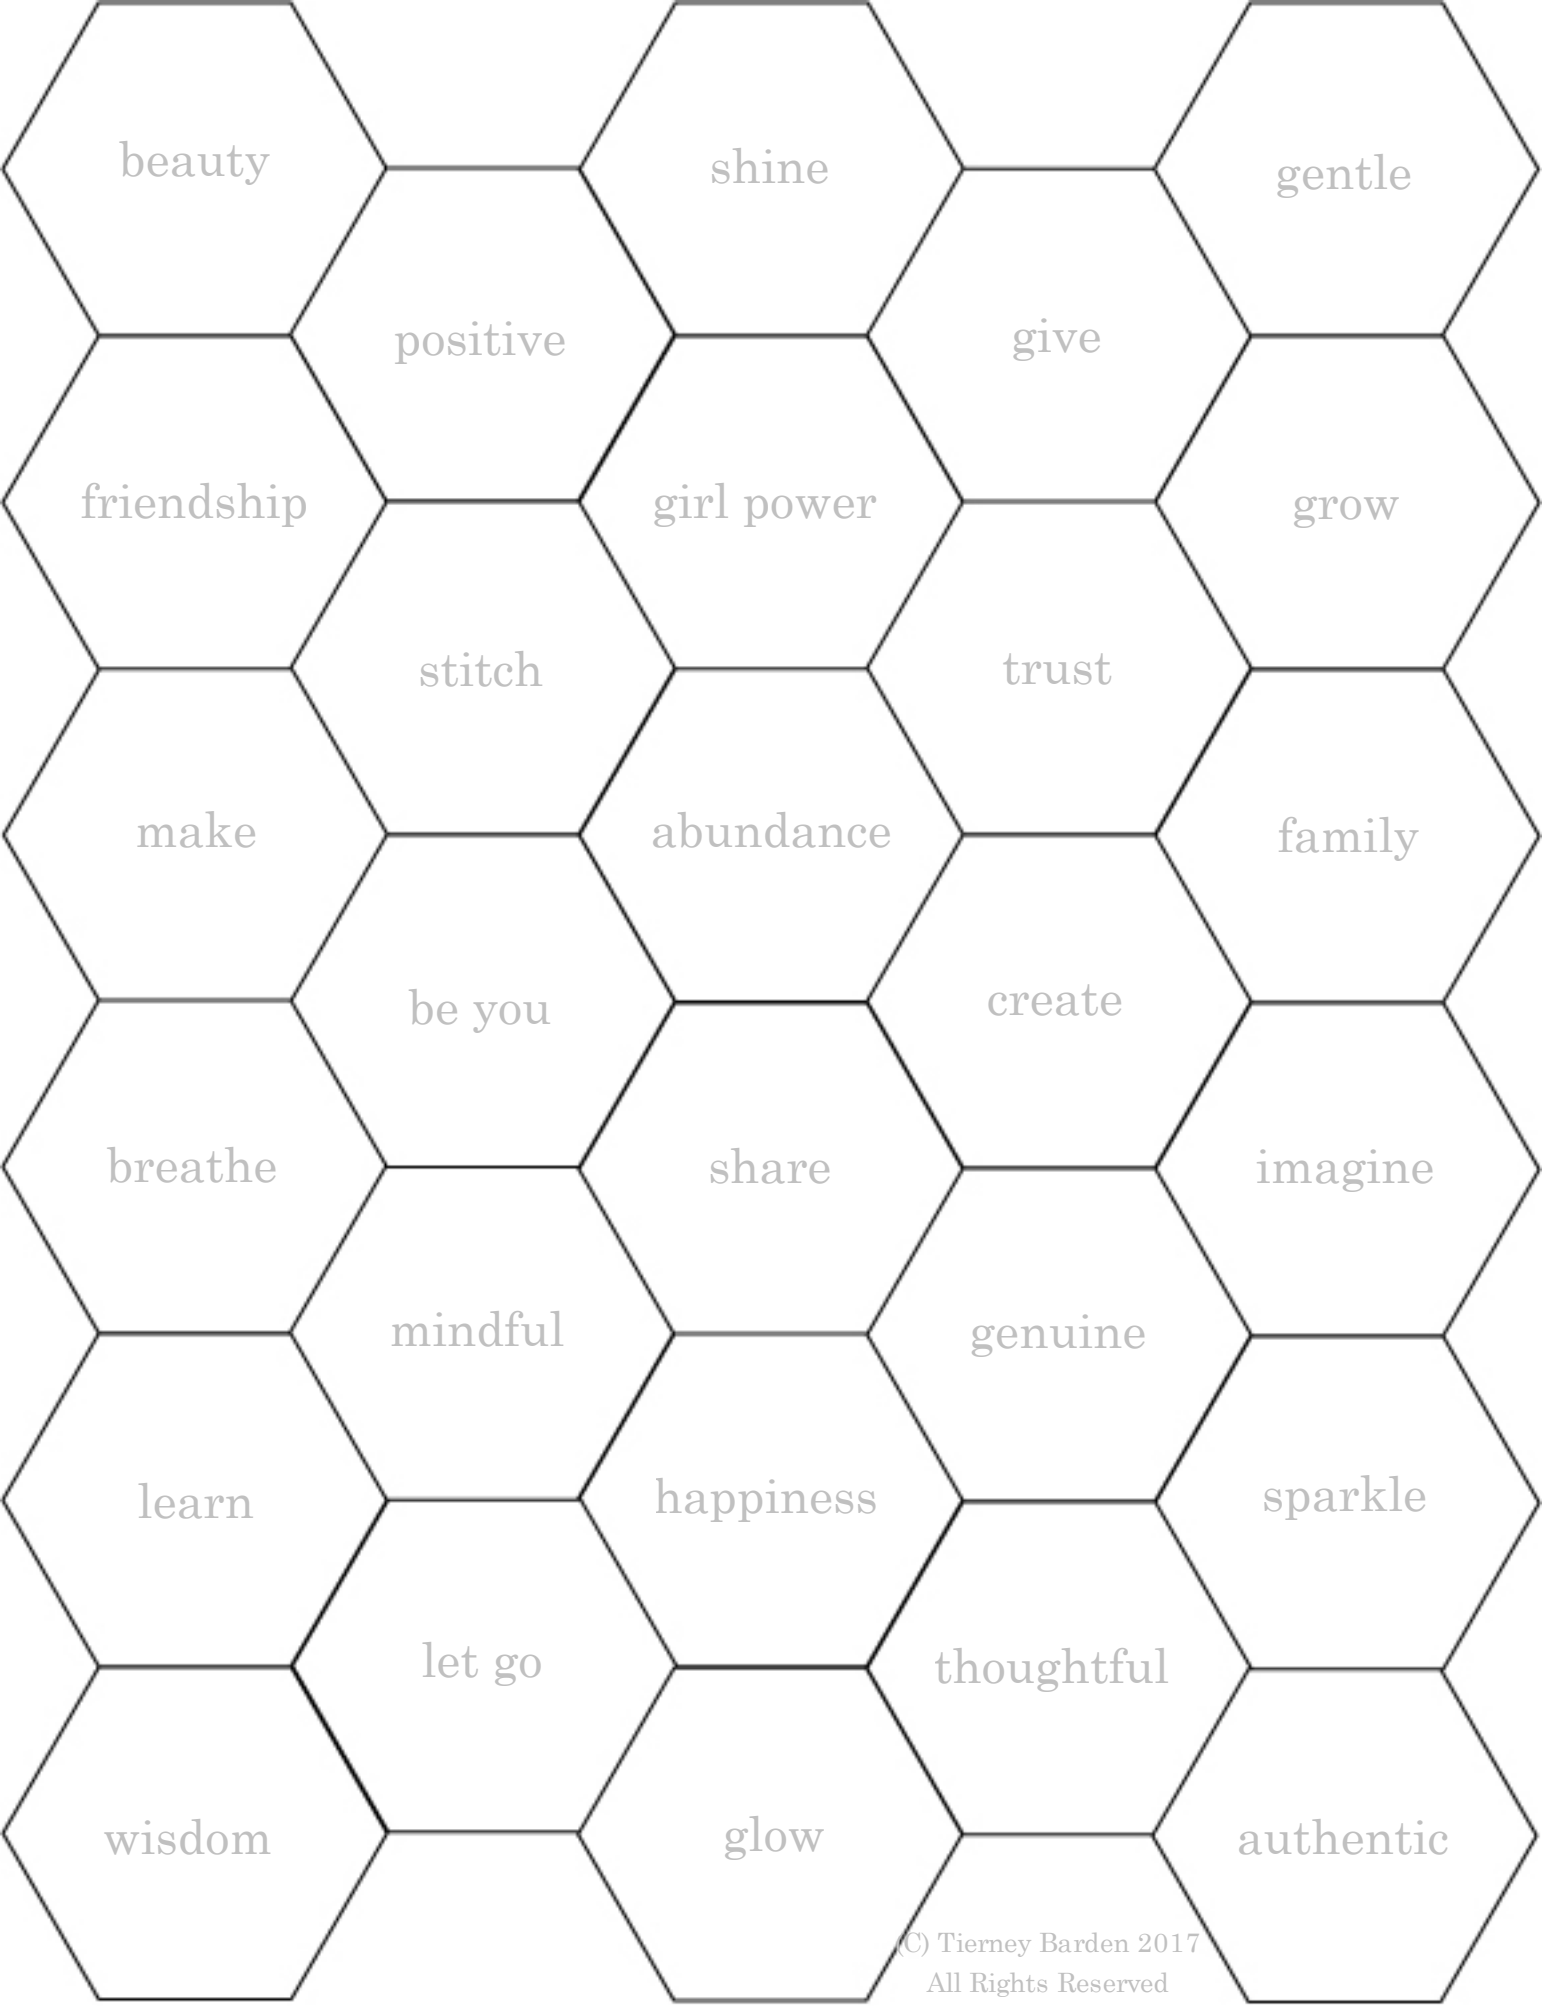 beauty
shine
gentle
positive
give
friendship
girl power
grow
stitch
trust
make
abundance
family
be you
create
breathe
share
imagine
mindful
genuine
learn
happiness
sparkle
let go
thoughtful
wisdom
glow
authentic
(C) Tierney Barden 2017
All Rights Reserved